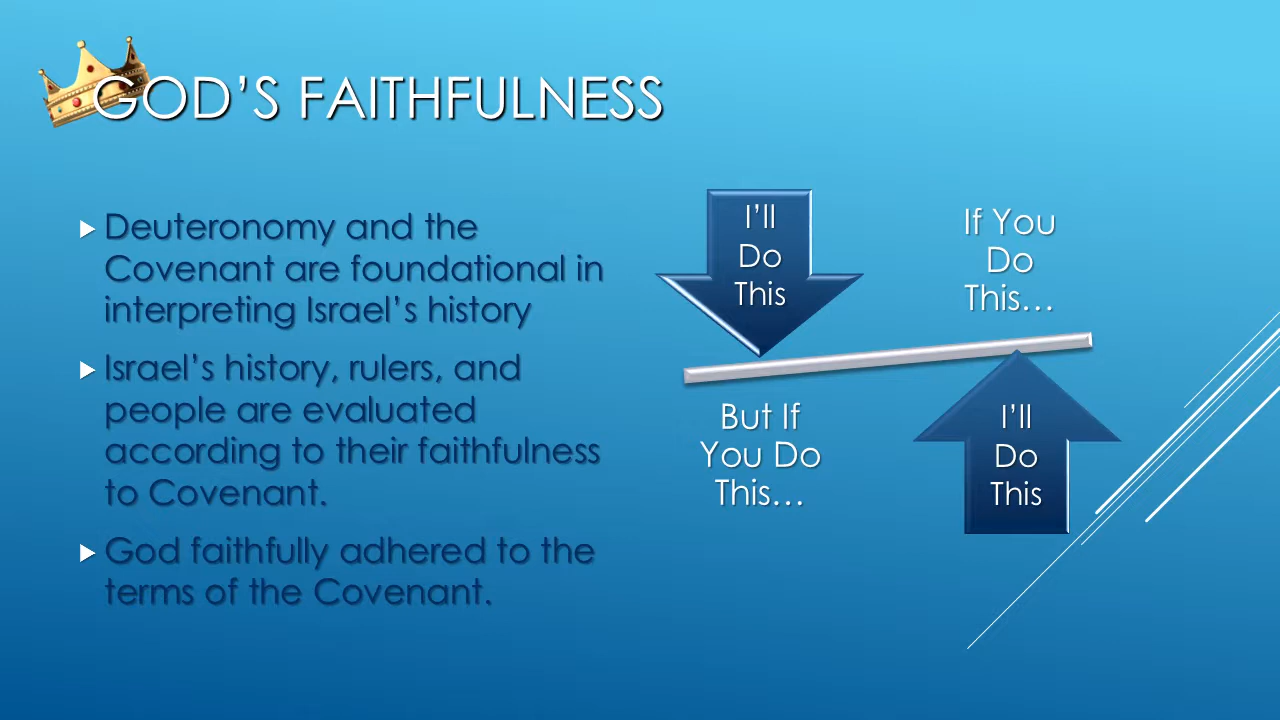 GOD’S FAITHFULNESS
Deuteronomy and the
Covenant are foundational in
interpreting Israel’s history
Israel’s history, rulers, and
people are evaluated
according to their faithfulness
to Covenant.
God faithfully adhered to the
terms of the Covenant.
I’ll
Do
This
If You
Do
This…
But If
You Do
This…
I’ll
Do
This